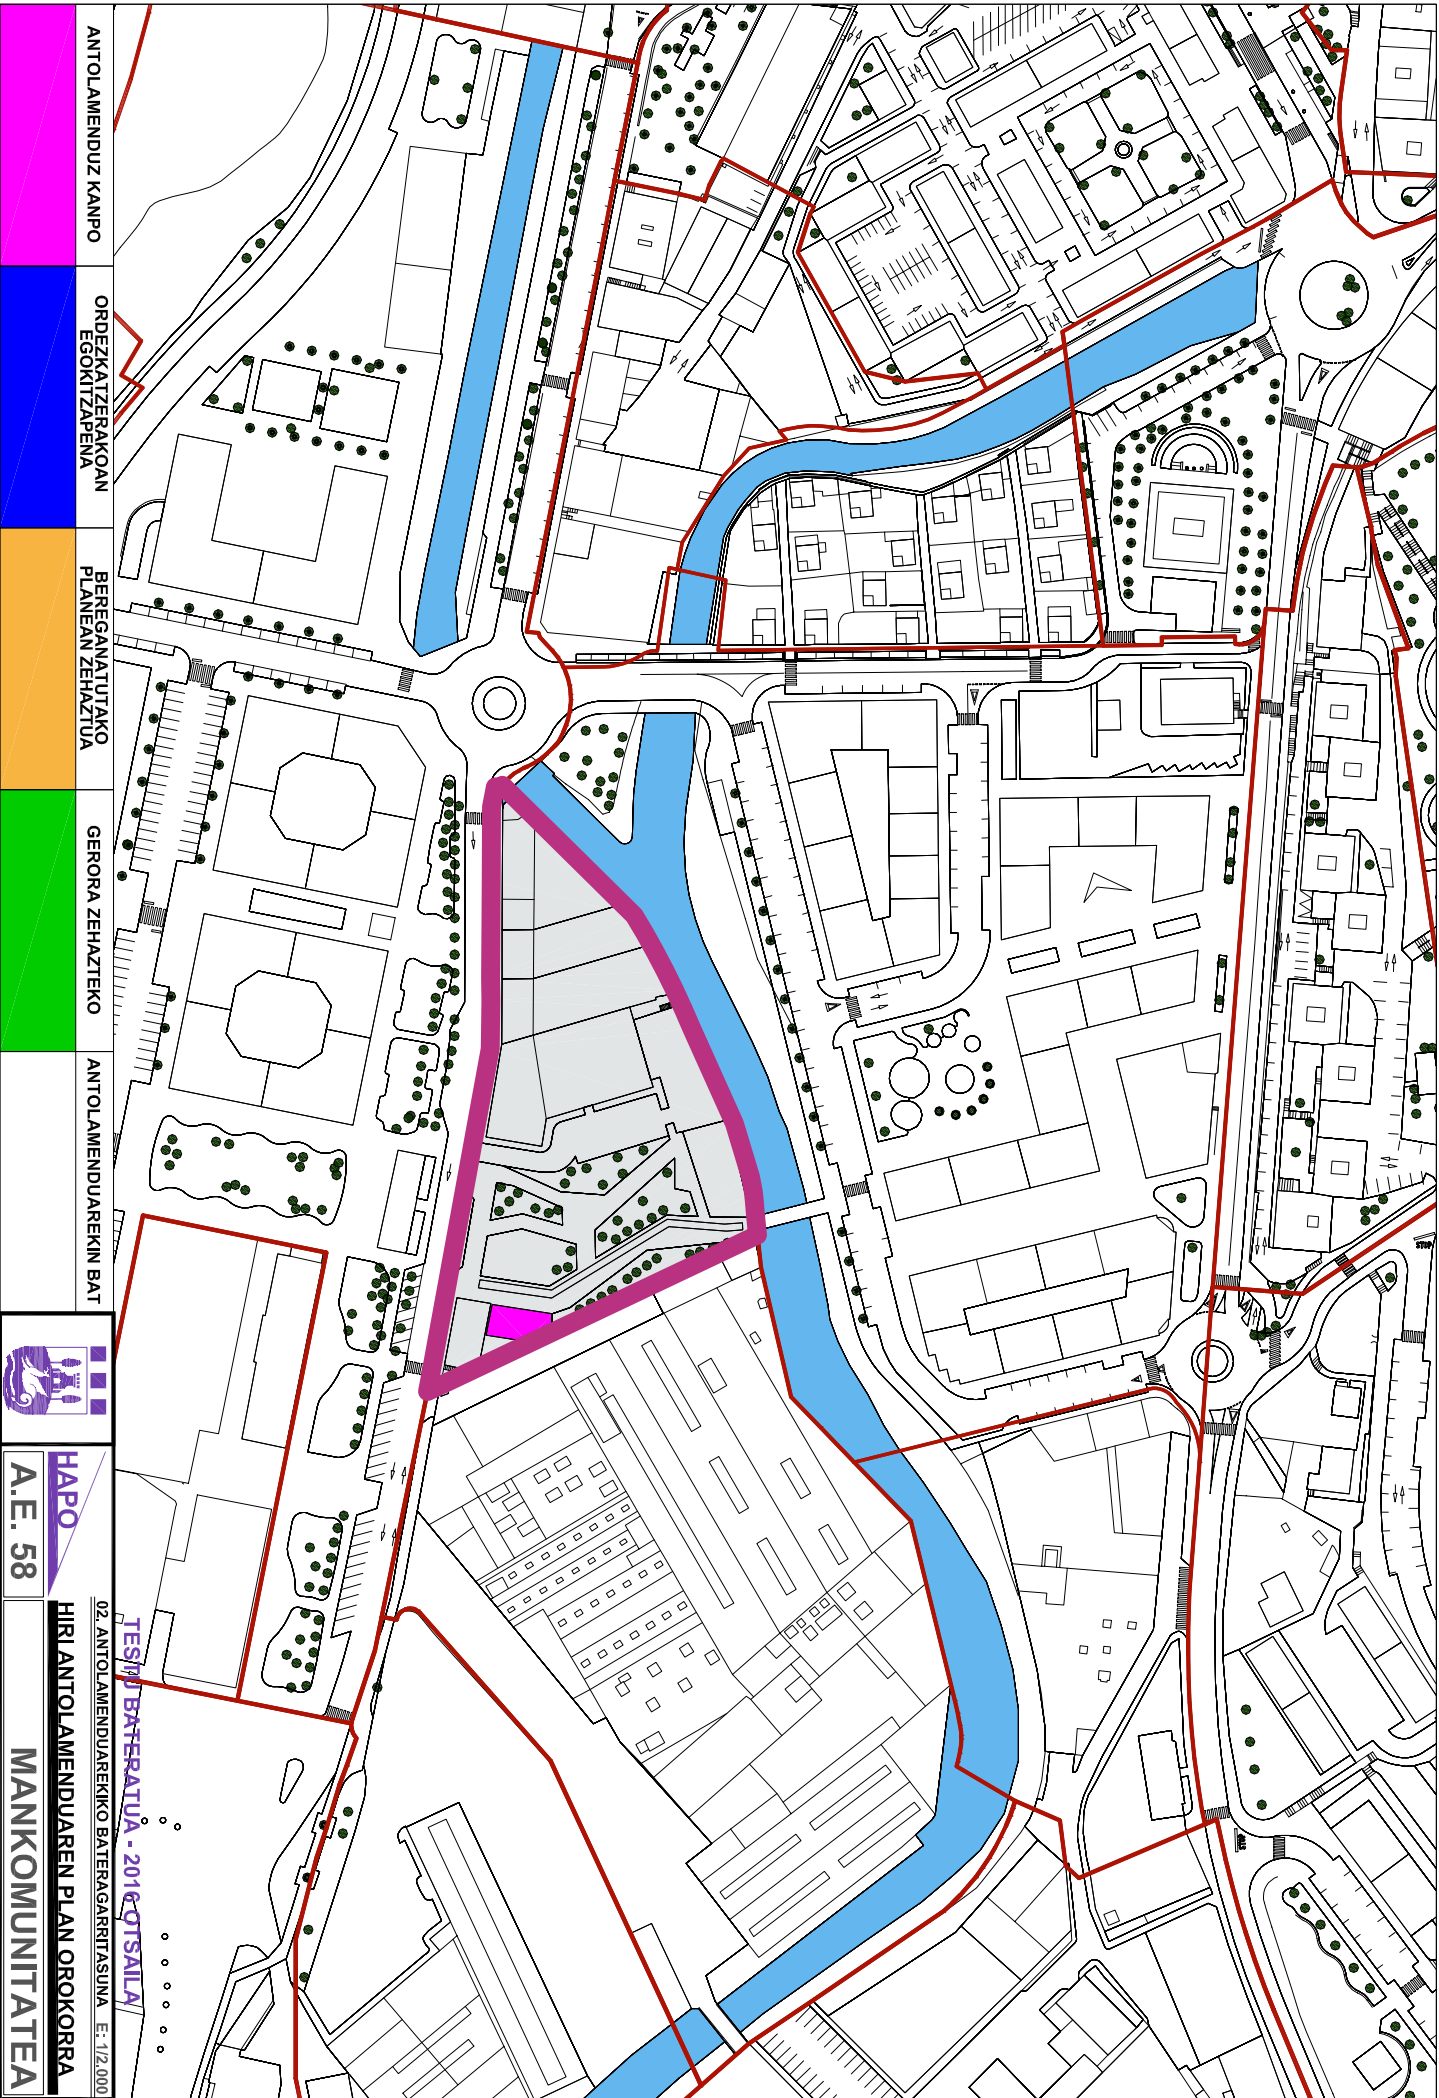 ANTOLAMENDUZ KANPO
ORDEZKATZERAKOAN
EGOKITZAPENA
BEREGANATUTAKO
PLANEAN ZEHAZTUA
GERORA ZEHAZTEKO
ANTOLAMENDUAREKIN BAT
HAPO
A.E. 58
TESTU BATERATUA - 2016 OTSAILA
02. ANTOLAMENDUAREKIKO BATERAGARRITASUNA E: 1/2.000
HIRI ANTOLAMENDUAREN PLAN OROKORRA
MANKOMUNITATEA
STOP